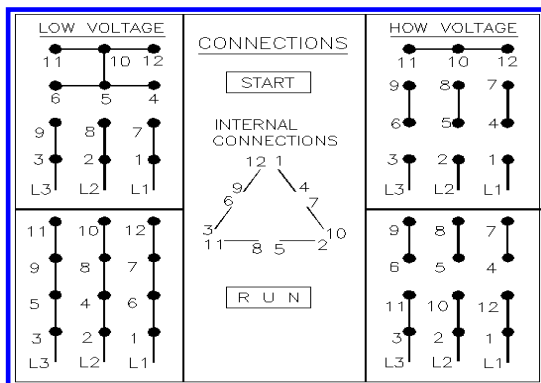 LOW VOLTAGE
11 10 12
6 5 4
9 8 7
3 2 1
L3 L2 L1
11 10 12
9 8 7
5 4 6
3 2 1
L3 L2 L1
CONNECTIONS
START
INTERNAL
CONNECTIONS
12 1
9 4
6 7
3 10
11 8 5 2
RUN
HOW VOLTAGE
11 10 12
9 8 7
6 5 4
3 2 1
L3 L2 L1
9 8 7
6 5 4
11 10 12
3 2 1
L3 L2 L1